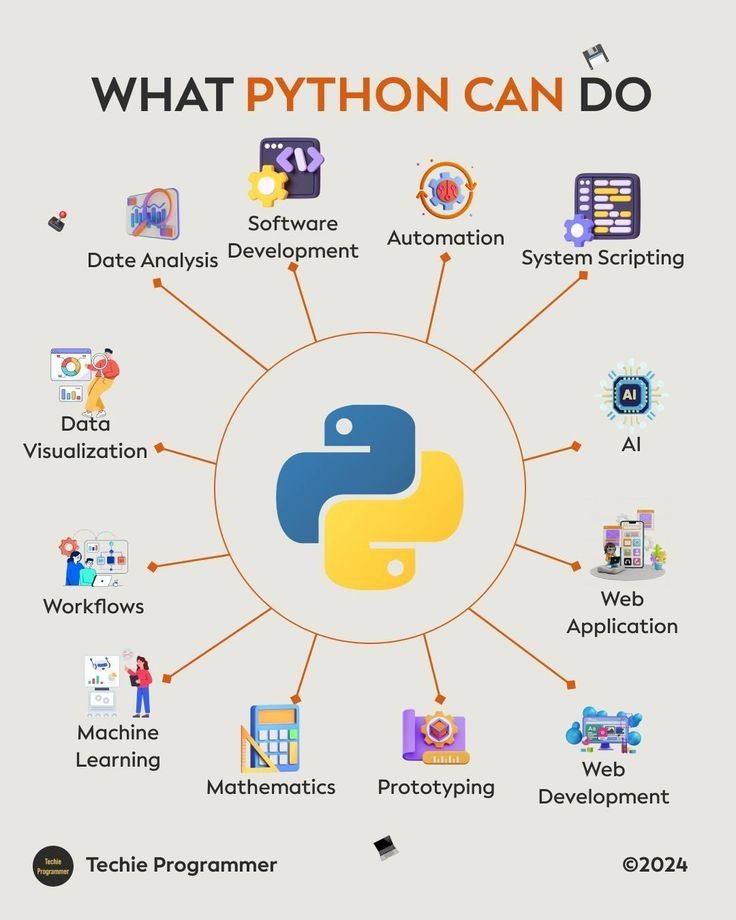 WHAT PYTHON CAN DO
Software
Development
Automation
Date Analysis
System Scripting
Data
Visualization
AI
AI
Workflows
Web
Application
Machine
Learning
Mathematics
Prototyping
Web
Development
Techie
Programmer
Techie Programmer
©2024